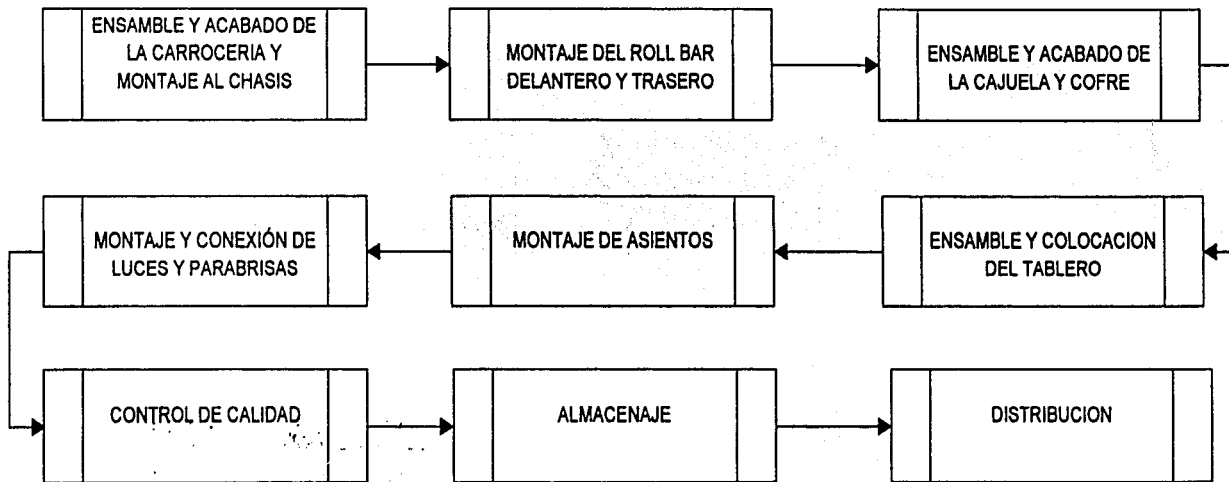 ENSAMBLE Y ACABADO DE
LA CARROCERIA Y
MONTAJE AL CHASIS
MONTAJE DEL ROLL BAR
DELANTERO Y TRASERO
ENSAMBLE Y ACABADO DE
LA CAJUELA Y COFRE
ENSAMBLE Y COLOCACION
DEL TABLERO
MONTAJE DE ASIENTOS
MONTAJE Y CONEXIÓN DE
LUCES Y PARABRISAS
CONTROL DE CALIDAD
ALMACENAJE
DISTRIBUCION